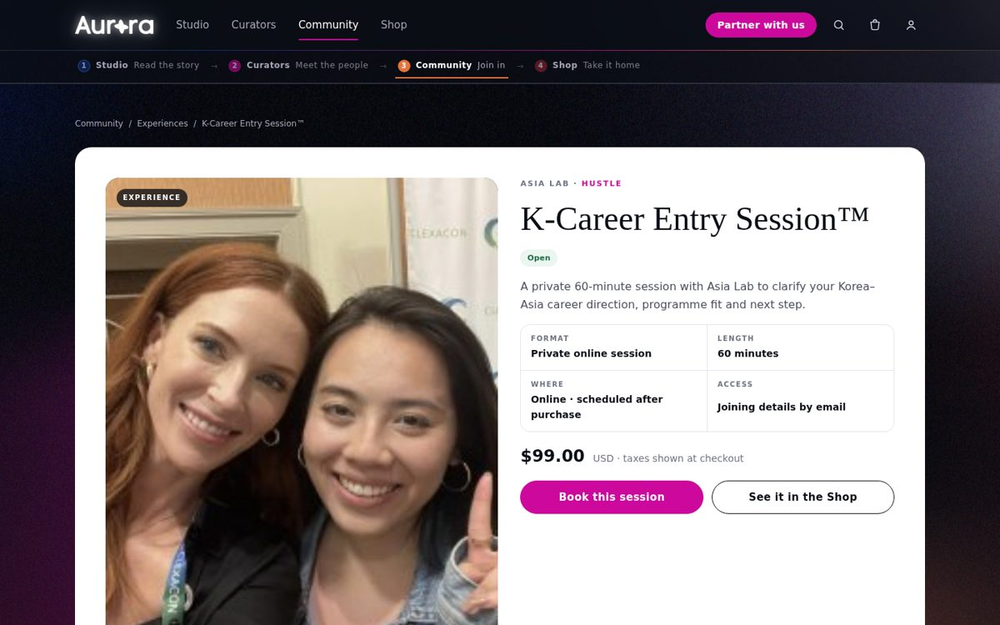 Aurora
Studio
Curators
Community
Shop
Partner with us
1 Studio Read the story →
2 Curators Meet the people →
3 Community Join in →
4 Shop Take it home
Community / Experiences / K-Career Entry Session™
EXPERIENCE
CLEXACON
CLEXACON
ASIA LAB · HUSTLE
K-Career Entry Session™
Open
A private 60-minute session with Asia Lab to clarify your Korea–
Asia career direction, programme fit and next step.
FORMAT
Private online session
LENGTH
60 minutes
WHERE
Online · scheduled after
purchase
ACCESS
Joining details by email
$99.00 USD · taxes shown at checkout
Book this session
See it in the Shop